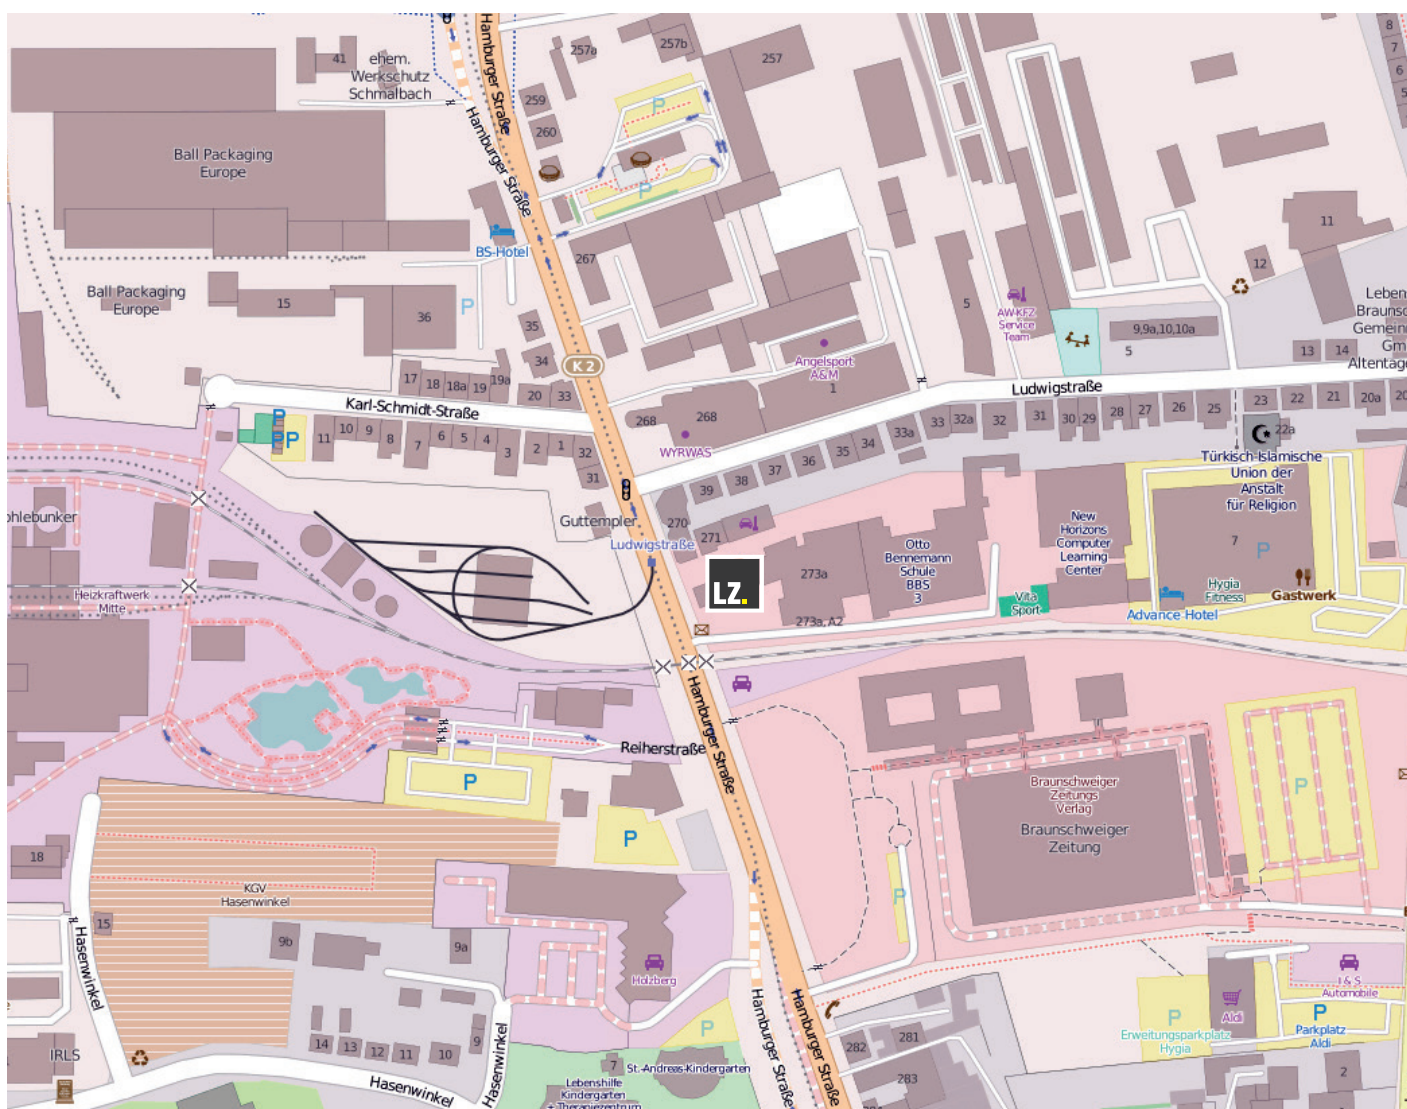 Hamburger Straße
41
ehem.
Werkschutz
Schmalbach
257a
257b
257
259
260
P
P
Hamburger Straße
Hamburger Straße
Ball Packaging
Europe
BS-Hotel
267
Ball Packaging
Europe
15
36
P
35
34
K 2
17
18
18a
19
19a
20
33
Karl-Schmidt-Straße
P
PP
11
10
9
8
7
6
5
4
3
2
1
32
31
268
268
WYRWAS
Angelsport
A&M
1
5
AW-KFZ
Service
Team
9,9a,10,10a
5
11
12
13
14
Ludwigstraße
39
38
37
36
35
34
33a
33
32a
32
31
30
29
28
27
26
25
23
22
21
20a
22a
Türkisch-Islamische
Union der
Anstalt
für Religion
270
271
Guttempler
Ludwigstraße
LZ.
273a
273a, A2
Otto
Bennemann
Schule
BBS
3
New
Horizons
Computer
Learning
Center
Vita
Sport
7
P
Hygia
Fitness
Gastwerk
Advance Hotel
Heizkraftwerk
Mitte
Reiherstraße
P
P
Hamburger Straße
Braunschweiger
Zeitungs
Verlag
Braunschweiger
Zeitung
P
P
18
15
KGV
Hasenwinkel
9b
9a
Hasenwinkel
Holzberg
P
14
13
12
11
10
9
Hasenwinkel
Hasenwinkel
IRLS
7
St.-Andreas-Kindergarten
Lebenshilfe
Kindergarten
+ Therapiezentrum
Hamburger Straße
Hamburger Straße
282
281
283
P
Erweitungsparkplatz
Hygia
Aldi
I & S
Automobile
P
Parkplatz
Aldi
2